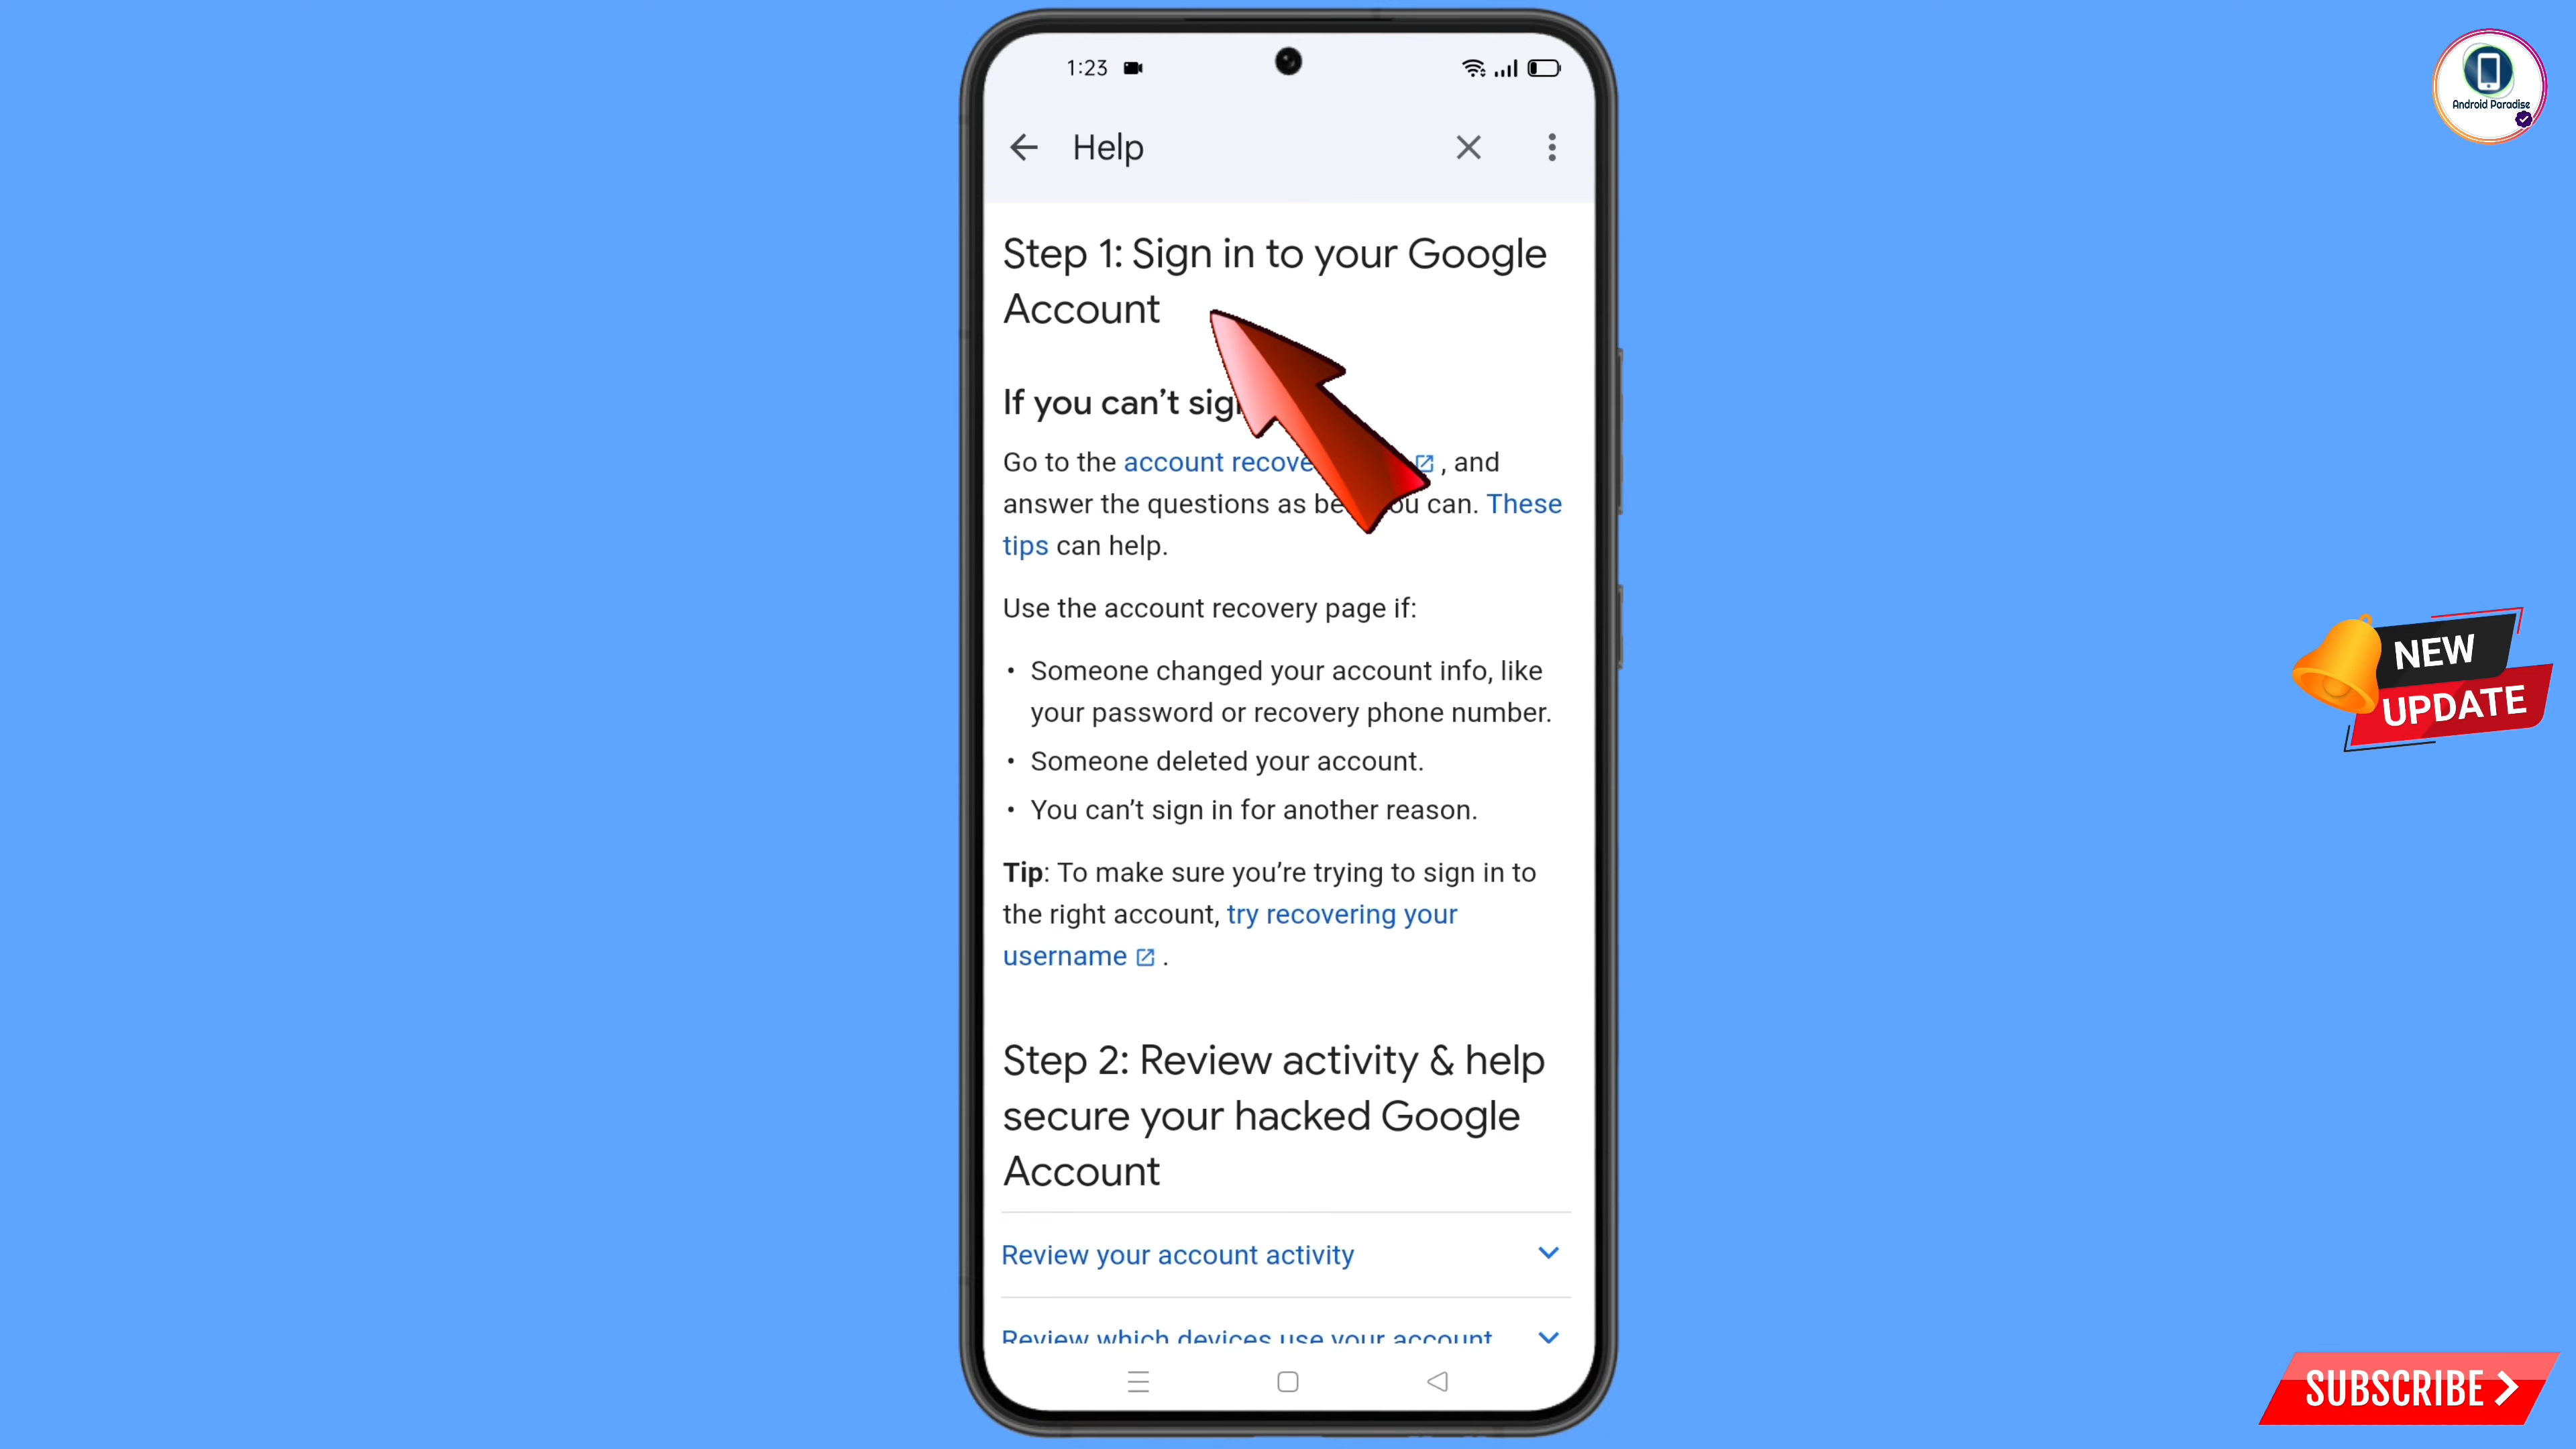 1:23
Android Paradise
Help
Step 1: Sign in to your Google
Account
If you can't
Go to the account , and
answer the questions as you can. These
tips can help.
Use the account recovery page if:
• Someone changed your account info, like
your password or recovery phone number.
• Someone deleted your account.
• You can't sign in for another reason.
Tip: To make sure you're trying to sign in to
the right account, try recovering your
username .
Step 2: Review activity & help
secure your hacked Google
Account
Review your account activity
Review which devices use your account
NEW
UPDATE
SUBSCRIBE